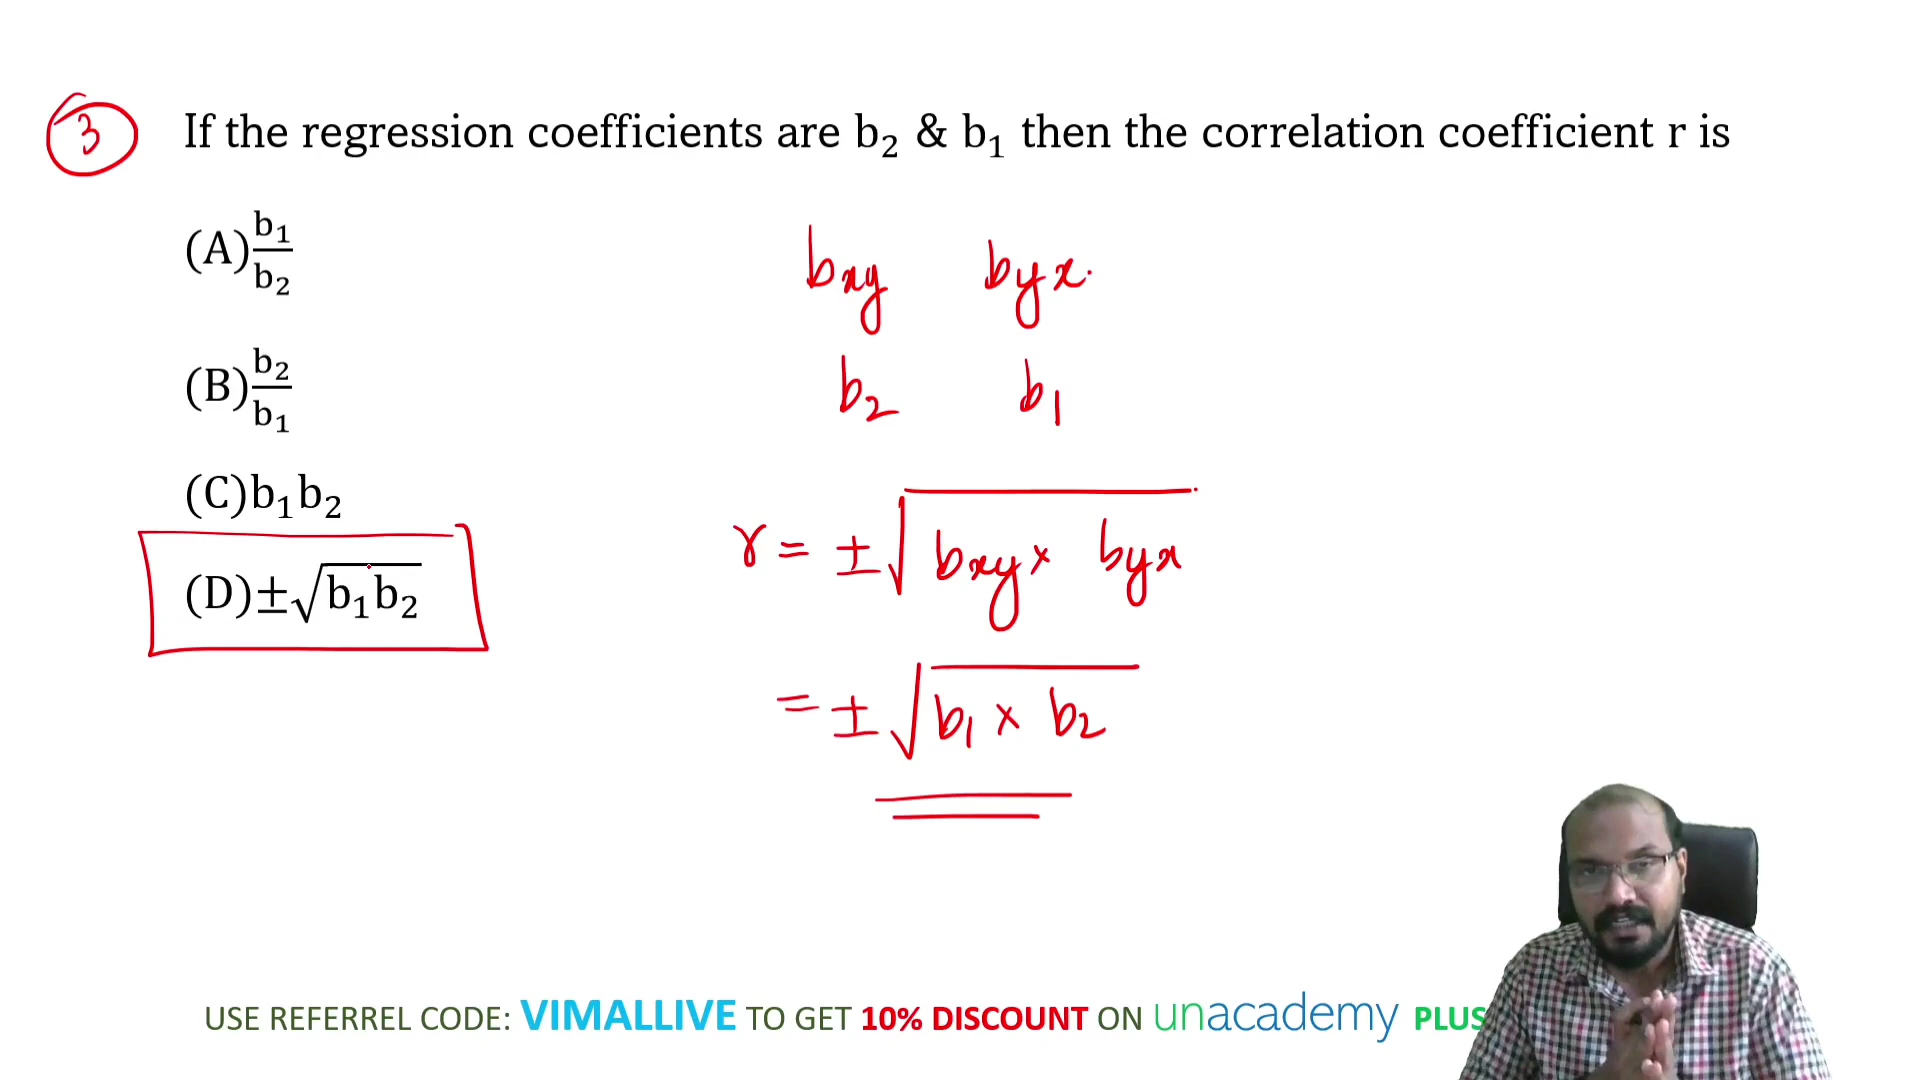 3 If the regression coefficients are b₂ & b₁ then the correlation coefficient r is
(A) b₁/b₂
(B) b₂/b₁
(C) b₁b₂
(D) ±√b₁b₂
bxy byx
b₂ b₁
r = ±√bxy × byx
= ±√b₁ × b₂
USE REFERREL CODE: VIMALLIVE TO GET 10% DISCOUNT ON unacademy PLUS